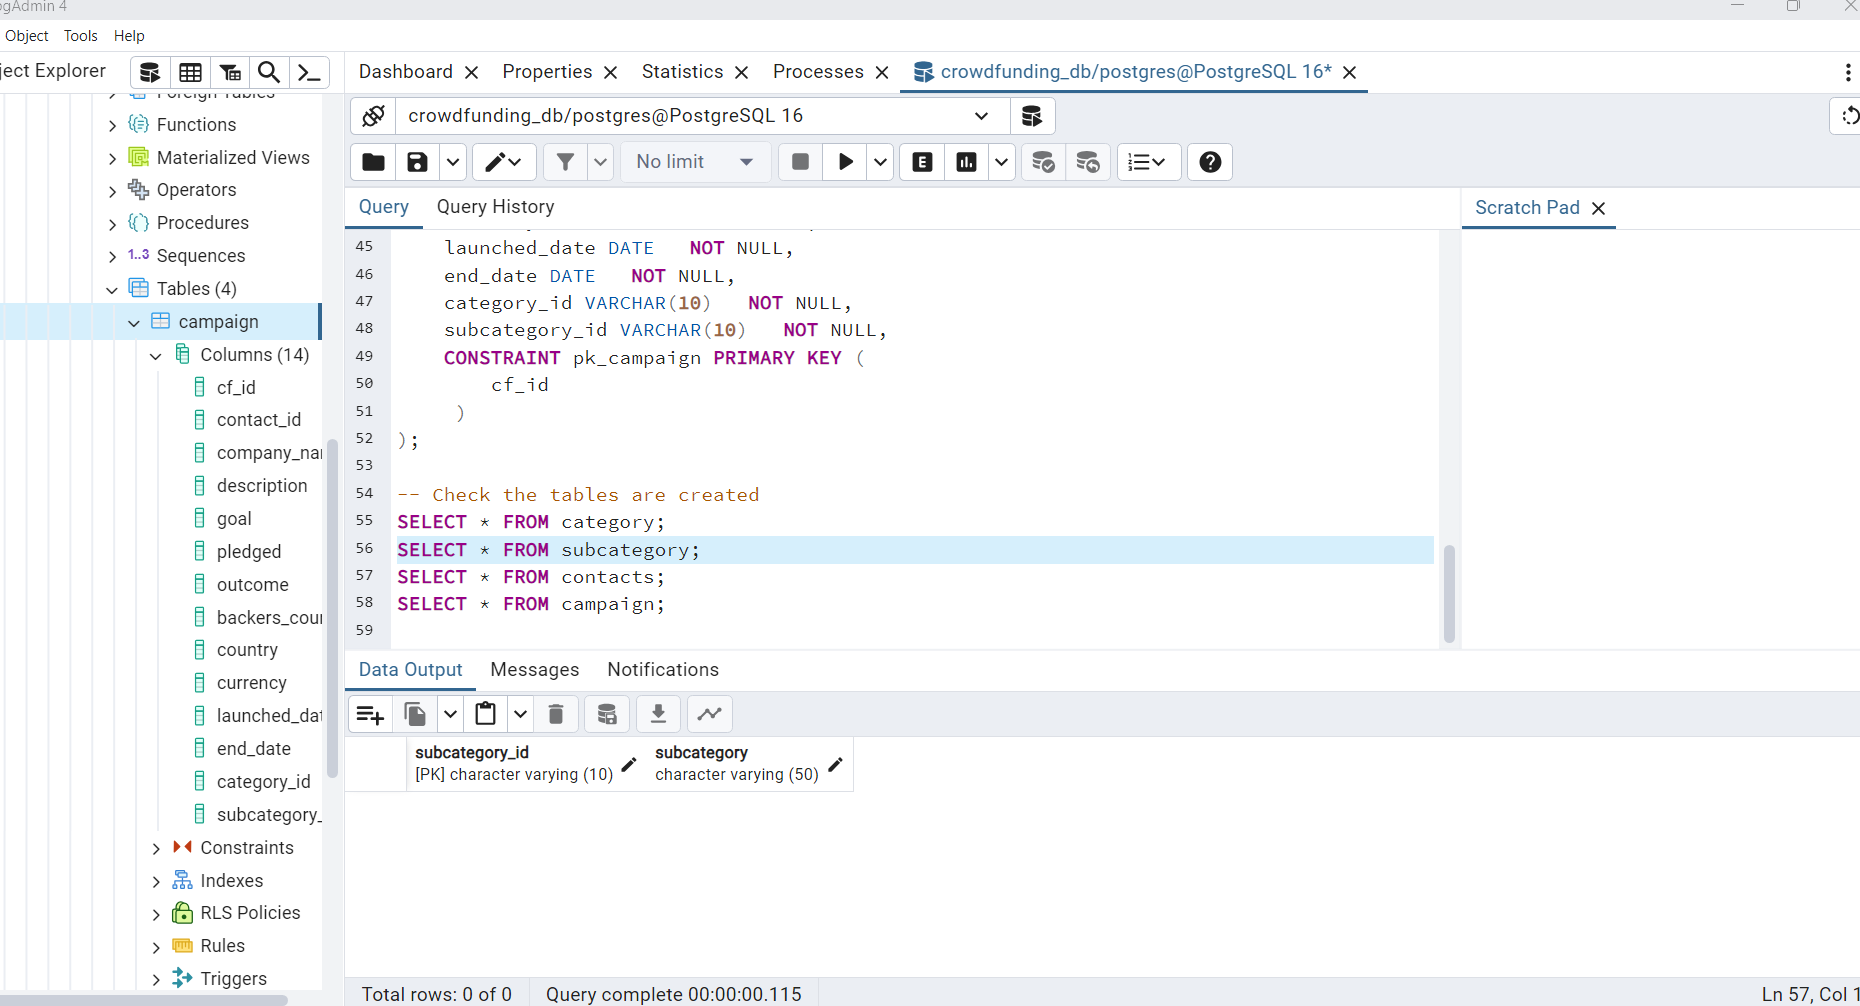 pgAdmin 4
Object Tools Help
ject Explorer
Dashboard Properties Statistics Processes crowdfunding_db/postgres@PostgreSQL 16*
crowdfunding_db/postgres@PostgreSQL 16
No limit
E
Query Query History
Scratch Pad
Foreign Tables
Functions
Materialized Views
Operators
Procedures
1..3 Sequences
Tables (4)
campaign
Columns (14)
cf_id
contact_id
company_nar
description
goal
pledged
outcome
backers_cour
country
currency
launched_dat
end_date
category_id
subcategory_
Constraints
Indexes
RLS Policies
Rules
Triggers
45 launched_date DATE NOT NULL,
46 end_date DATE NOT NULL,
47 category_id VARCHAR(10) NOT NULL,
48 subcategory_id VARCHAR(10) NOT NULL,
49 CONSTRAINT pk_campaign PRIMARY KEY (
50 cf_id
51 )
52 );
53
54 -- Check the tables are created
55 SELECT * FROM category;
56 SELECT * FROM subcategory;
57 SELECT * FROM contacts;
58 SELECT * FROM campaign;
59
Data Output Messages Notifications
subcategory_id
[PK] character varying (10)
subcategory
character varying (50)
Total rows: 0 of 0 Query complete 00:00:00.115 Ln 57, Col 1